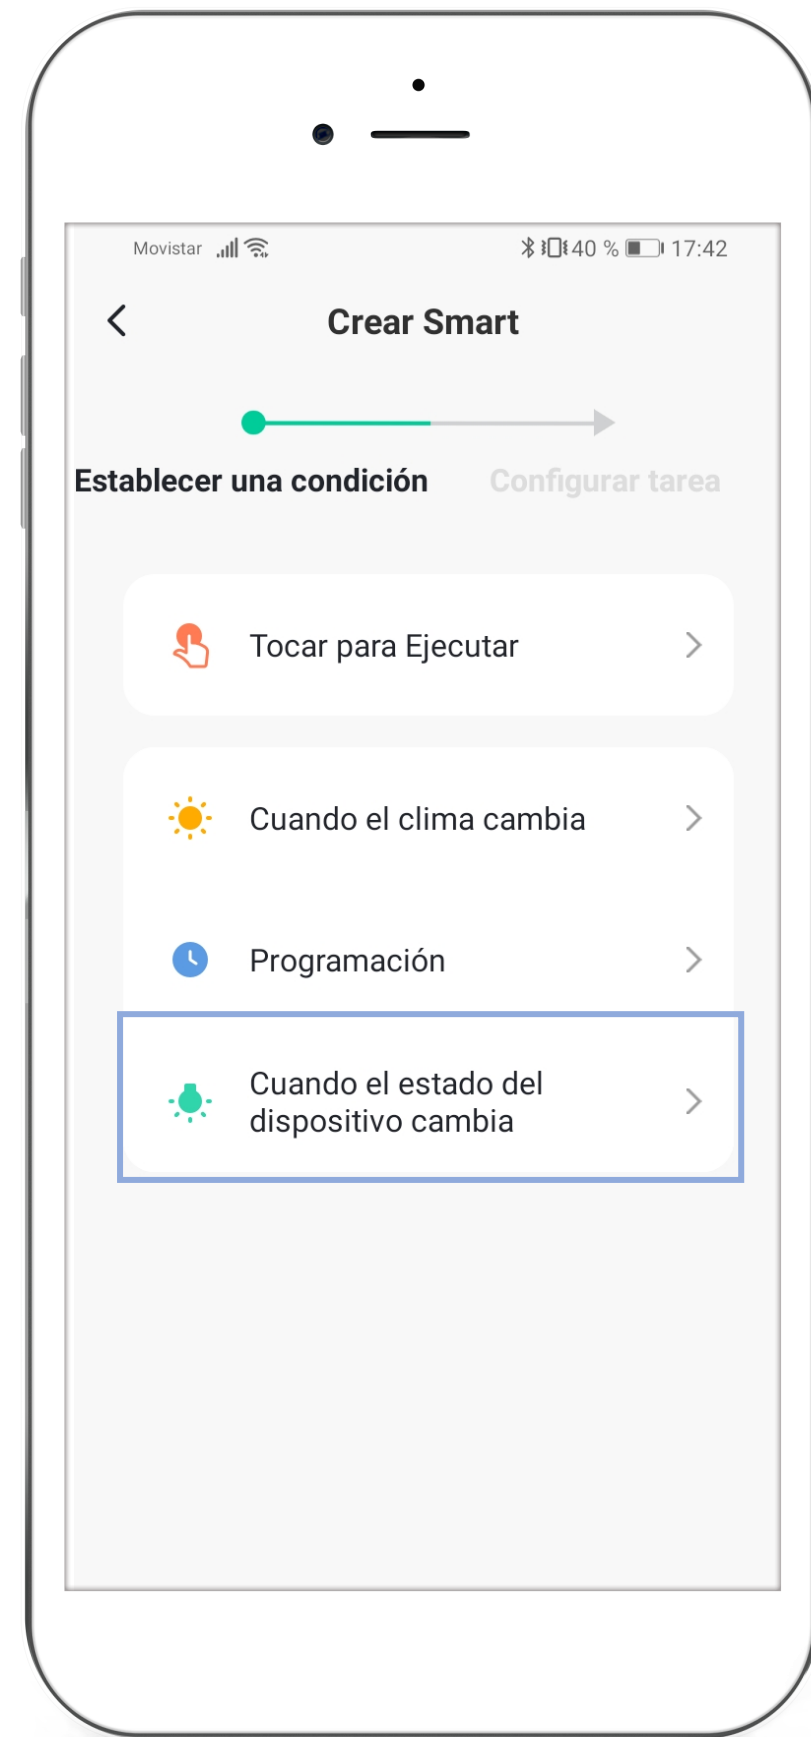 Movistar 40 % 17:42
Crear Smart
Establecer una condición Configurar tarea
Tocar para Ejecutar
Cuando el clima cambia
Programación
Cuando el estado del
dispositivo cambia